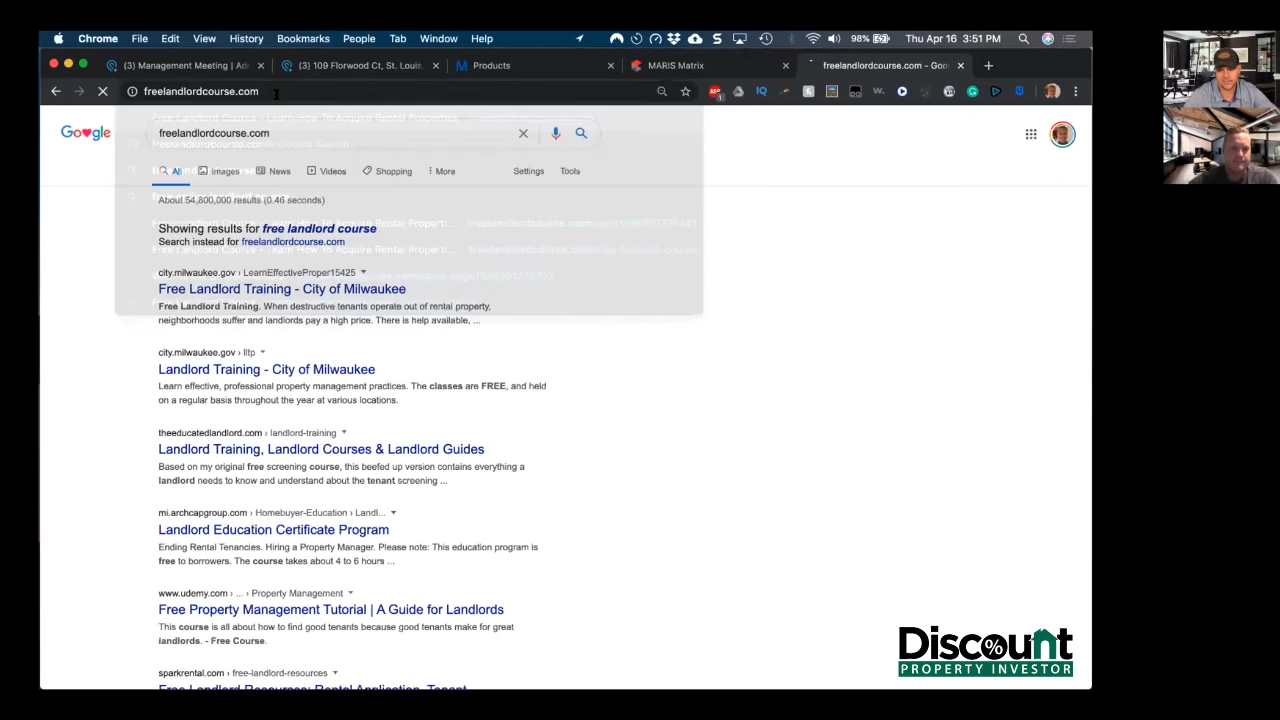 Chrome File Edit View History Bookmarks People Tab Window Help 98% Thu Apr 16 3:51 PM
(3) Management Meeting | Ad (3) 109 Florwood Ct, St. Louis Products MARIS Matrix freelandlordcourse.com - Goo
freelandlordcourse.com
Google freelandlordcourse.com
All Images News Videos Shopping More Settings Tools
About 54,800,000 results (0.46 seconds)
Showing results for free landlord course
Search instead for freelandlordcourse.com
city.milwaukee.gov › LearnEffectiveProper15425
Free Landlord Training - City of Milwaukee
Free Landlord Training. When destructive tenants operate out of rental property,
neighborhoods suffer and landlords pay a high price. There is help available, ...
city.milwaukee.gov › lltp
Landlord Training - City of Milwaukee
Learn effective, professional property management practices. The classes are FREE, and held
on a regular basis throughout the year at various locations.
theeducatedlandlord.com › landlord-training
Landlord Training, Landlord Courses & Landlord Guides
Based on my original free screening course, this beefed up version contains everything a
landlord needs to know and understand about the tenant screening ...
mi.archcapgroup.com › Homebuyer-Education › Landl...
Landlord Education Certificate Program
Ending Rental Tenancies. Hiring a Property Manager. Please note: This education program is
free to borrowers. The course takes about 4 to 6 hours ...
www.udemy.com › ... › Property Management
Free Property Management Tutorial | A Guide for Landlords
This course is all about how to find good tenants because good tenants make for great
landlords. - Free Course.
sparkrental.com › free-landlord-resources
Free Landlord Resources: Rental Application, Tenant
Discount
PROPERTY INVESTOR